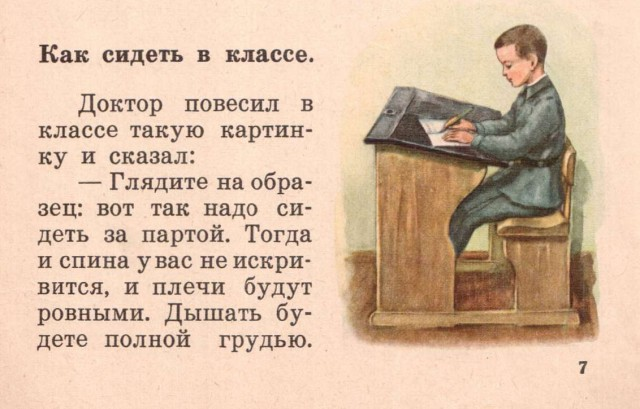 Как сидеть в классе.
Доктор повесил в
классе такую картин-
ку и сказал:
— Глядите на обра-
зец: вот так надо си-
деть за партой. Тогда
и спина у вас не искри-
вится, и плечи будут
ровными. Дышать бу-
дете полной грудью.
7